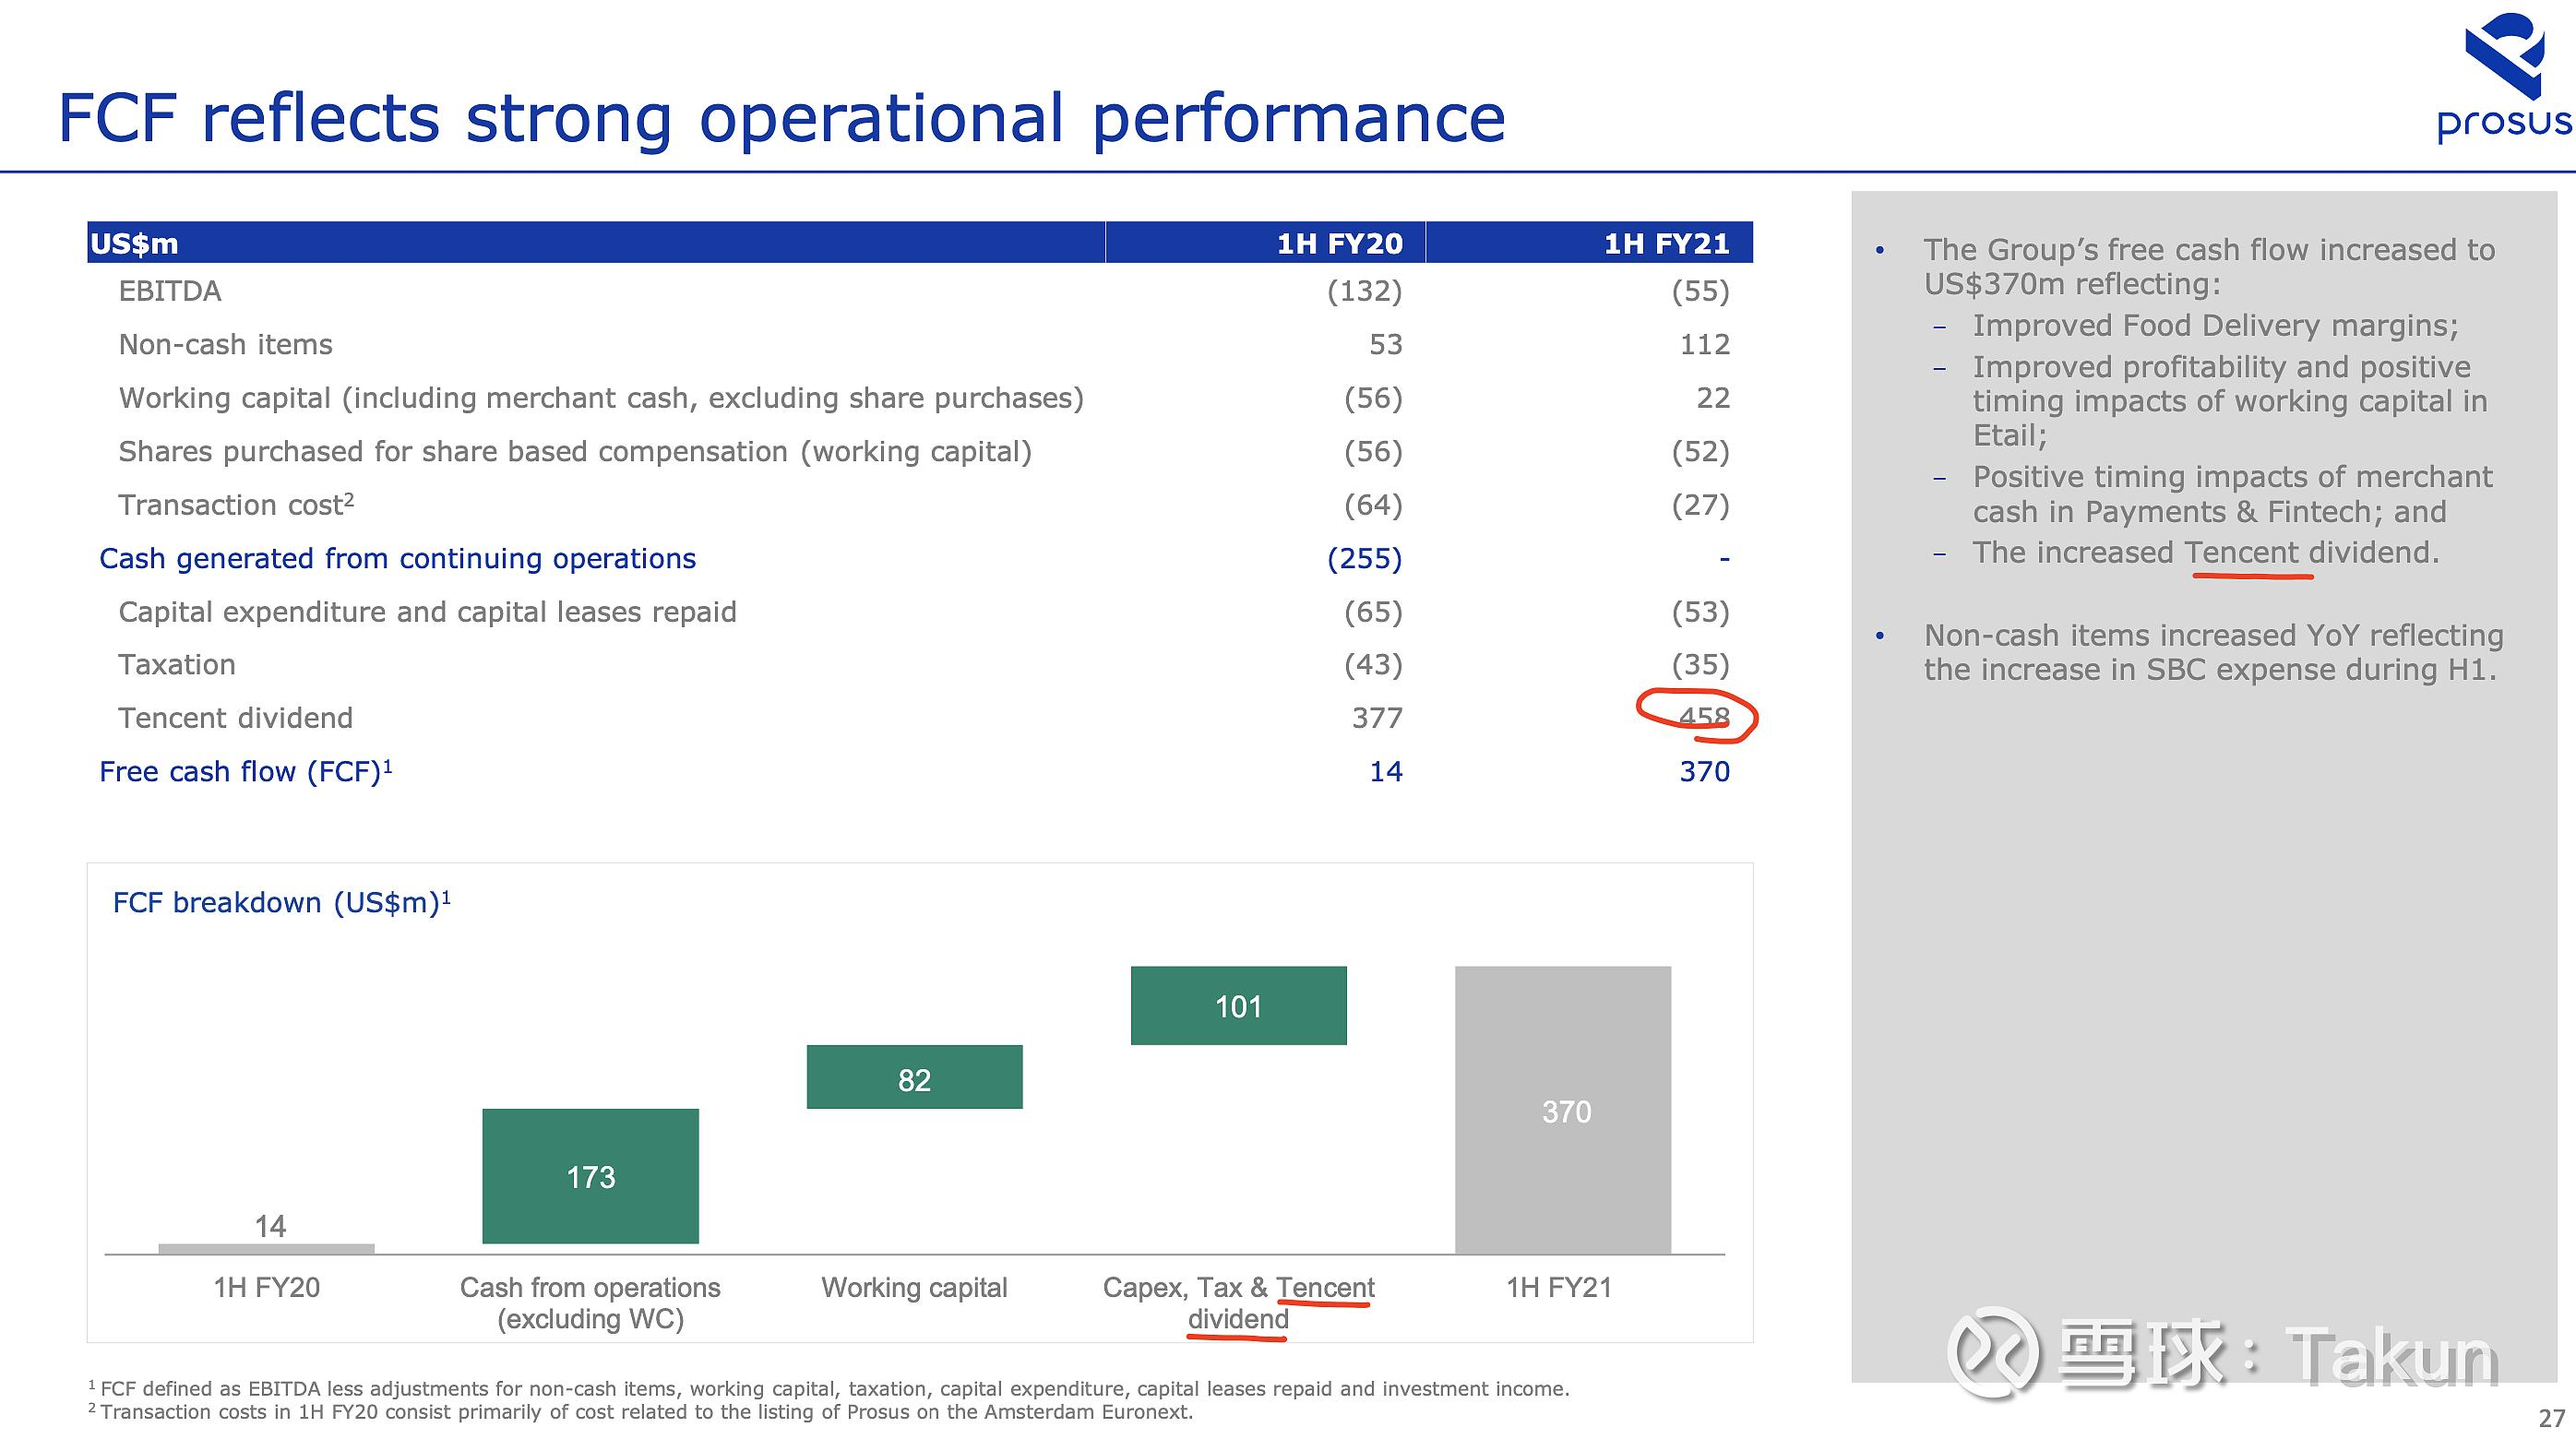 prosus
FCF reflects strong operational performance
US$m 1H FY20 1H FY21
EBITDA (132) (55)
Non-cash items 53 112
Working capital (including merchant cash, excluding share purchases) (56) 22
Shares purchased for share based compensation (working capital) (56) (52)
Transaction cost² (64) (27)
Cash generated from continuing operations (255) -
Capital expenditure and capital leases repaid (65) (53)
Taxation (43) (35)
Tencent dividend 377 458
Free cash flow (FCF)¹ 14 370
• The Group’s free cash flow increased to
US$370m reflecting:
– Improved Food Delivery margins;
– Improved profitability and positive
timing impacts of working capital in
Etail;
– Positive timing impacts of merchant
cash in Payments & Fintech; and
– The increased Tencent dividend.
• Non-cash items increased YoY reflecting
the increase in SBC expense during H1.
FCF breakdown (US$m)¹
14
173
82
101
370
1H FY20
Cash from operations
(excluding WC)
Working capital
Capex, Tax & Tencent
dividend
1H FY21
¹ FCF defined as EBITDA less adjustments for non-cash items, working capital, taxation, capital expenditure, capital leases repaid and investment income.
² Transaction costs in 1H FY20 consist primarily of cost related to the listing of Prosus on the Amsterdam Euronext.
雪球：Takun
27